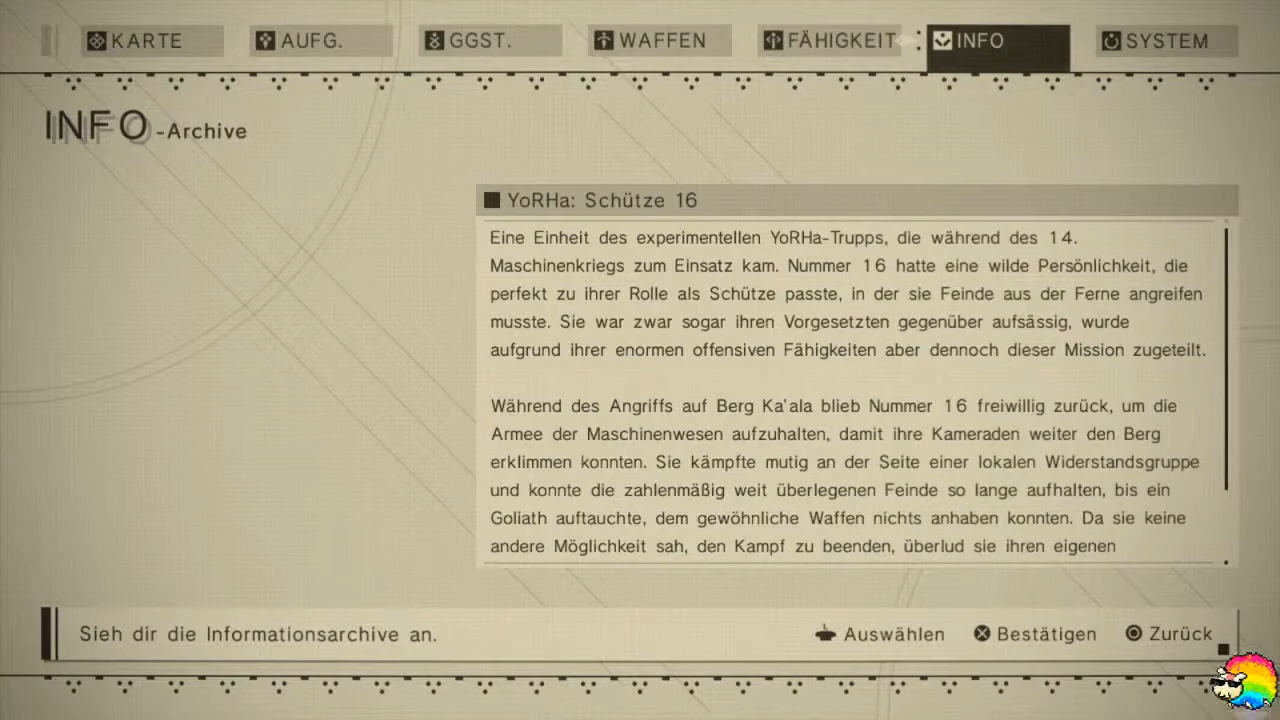 KARTE
AUFG.
GGST.
WAFFEN
FÄHIGKEIT
INFO
SYSTEM
INFO -Archive
YoRHa: Schütze 16
Eine Einheit des experimentellen YoRHa-Trupps, die während des 14.
Maschinenkriegs zum Einsatz kam. Nummer 16 hatte eine wilde Persönlichkeit, die
perfekt zu ihrer Rolle als Schütze passte, in der sie Feinde aus der Ferne angreifen
musste. Sie war zwar sogar ihren Vorgesetzten gegenüber aufsässig, wurde
aufgrund ihrer enormen offensiven Fähigkeiten aber dennoch dieser Mission zugeteilt.
Während des Angriffs auf Berg Ka'ala blieb Nummer 16 freiwillig zurück, um die
Armee der Maschinenwesen aufzuhalten, damit ihre Kameraden weiter den Berg
erklimmen konnten. Sie kämpfte mutig an der Seite einer lokalen Widerstandsgruppe
und konnte die zahlenmäßig weit überlegenen Feinde so lange aufhalten, bis ein
Goliath auftauchte, dem gewöhnliche Waffen nichts anhaben konnten. Da sie keine
andere Möglichkeit sah, den Kampf zu beenden, überlud sie ihren eigenen
Sieh dir die Informationsarchive an.
Auswählen
Bestätigen
Zurück